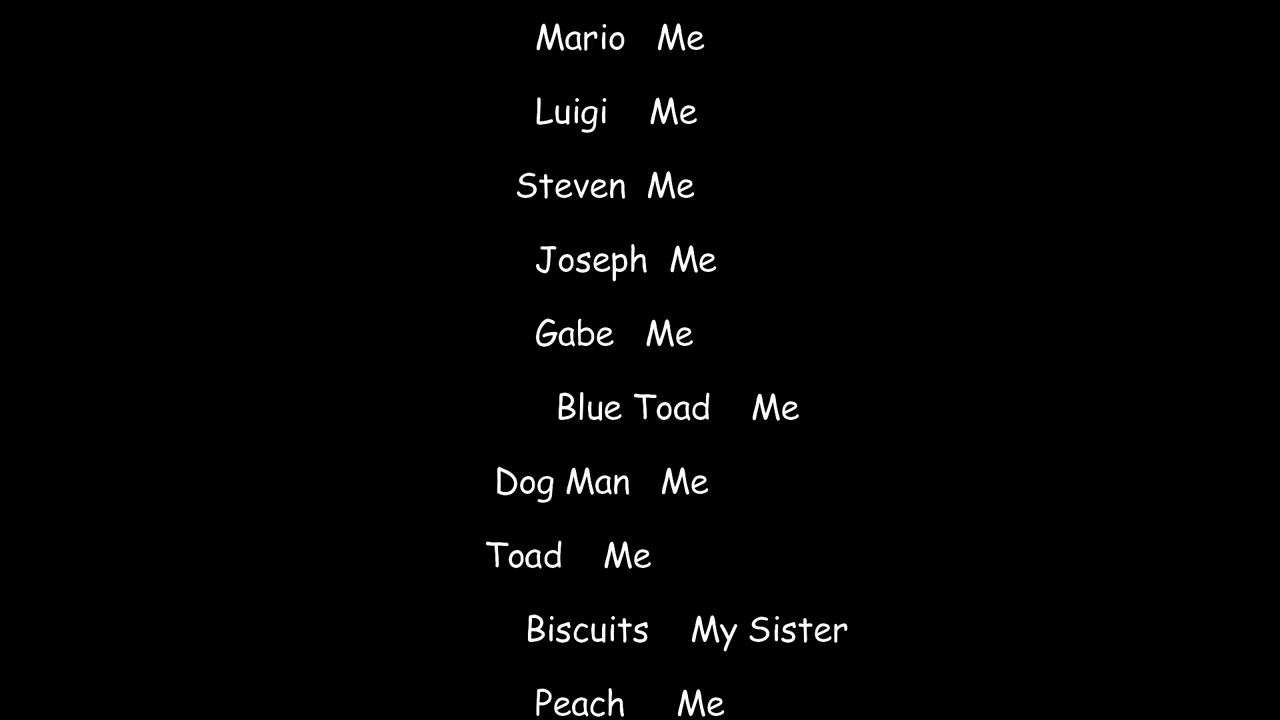 Mario Me
Luigi Me
Steven Me
Joseph Me
Gabe Me
Blue Toad Me
Dog Man Me
Toad Me
Biscuits My Sister
Peach Me